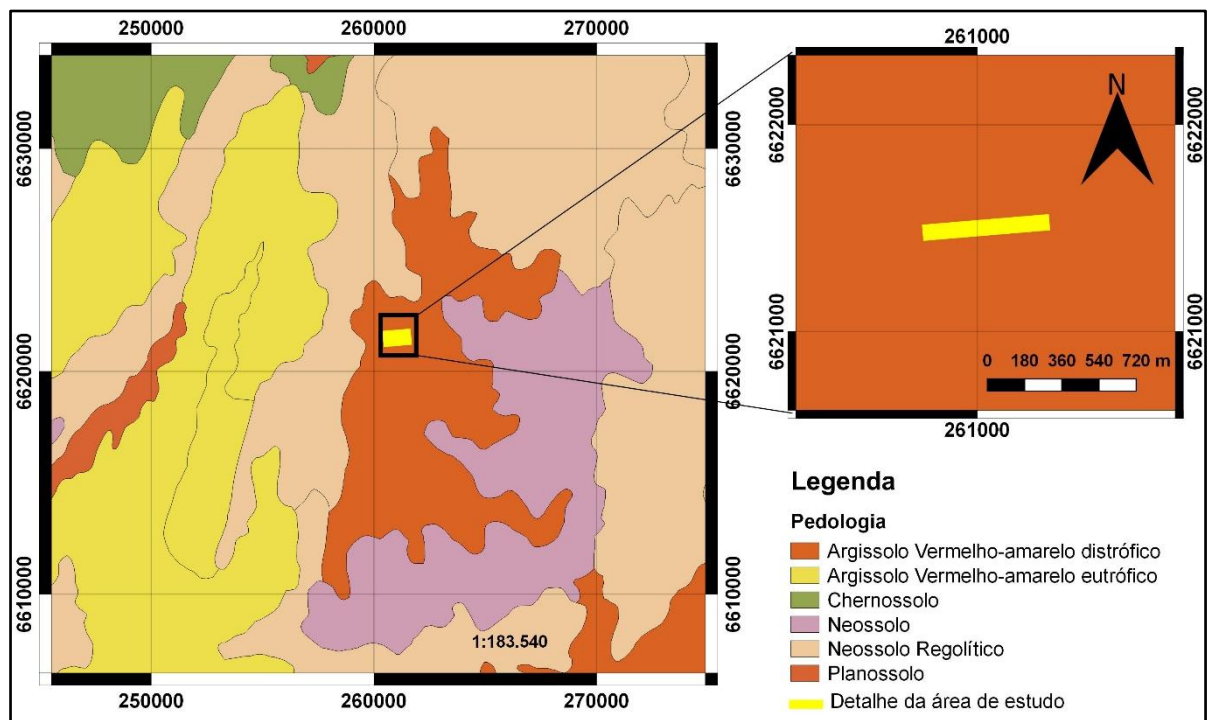 250000 260000 270000
6630000 6630000
6620000 6620000
6610000 6610000
1:183.540
250000 260000 270000
261000
N
6622000 6622000
6621000 6621000
0 180 360 540 720 m
261000
Legenda
Pedologia
Argissolo Vermelho-amarelo distrófico
Argissolo Vermelho-amarelo eutrófico
Chernossolo
Neossolo
Neossolo Regolítico
Planossolo
Detalhe da área de estudo